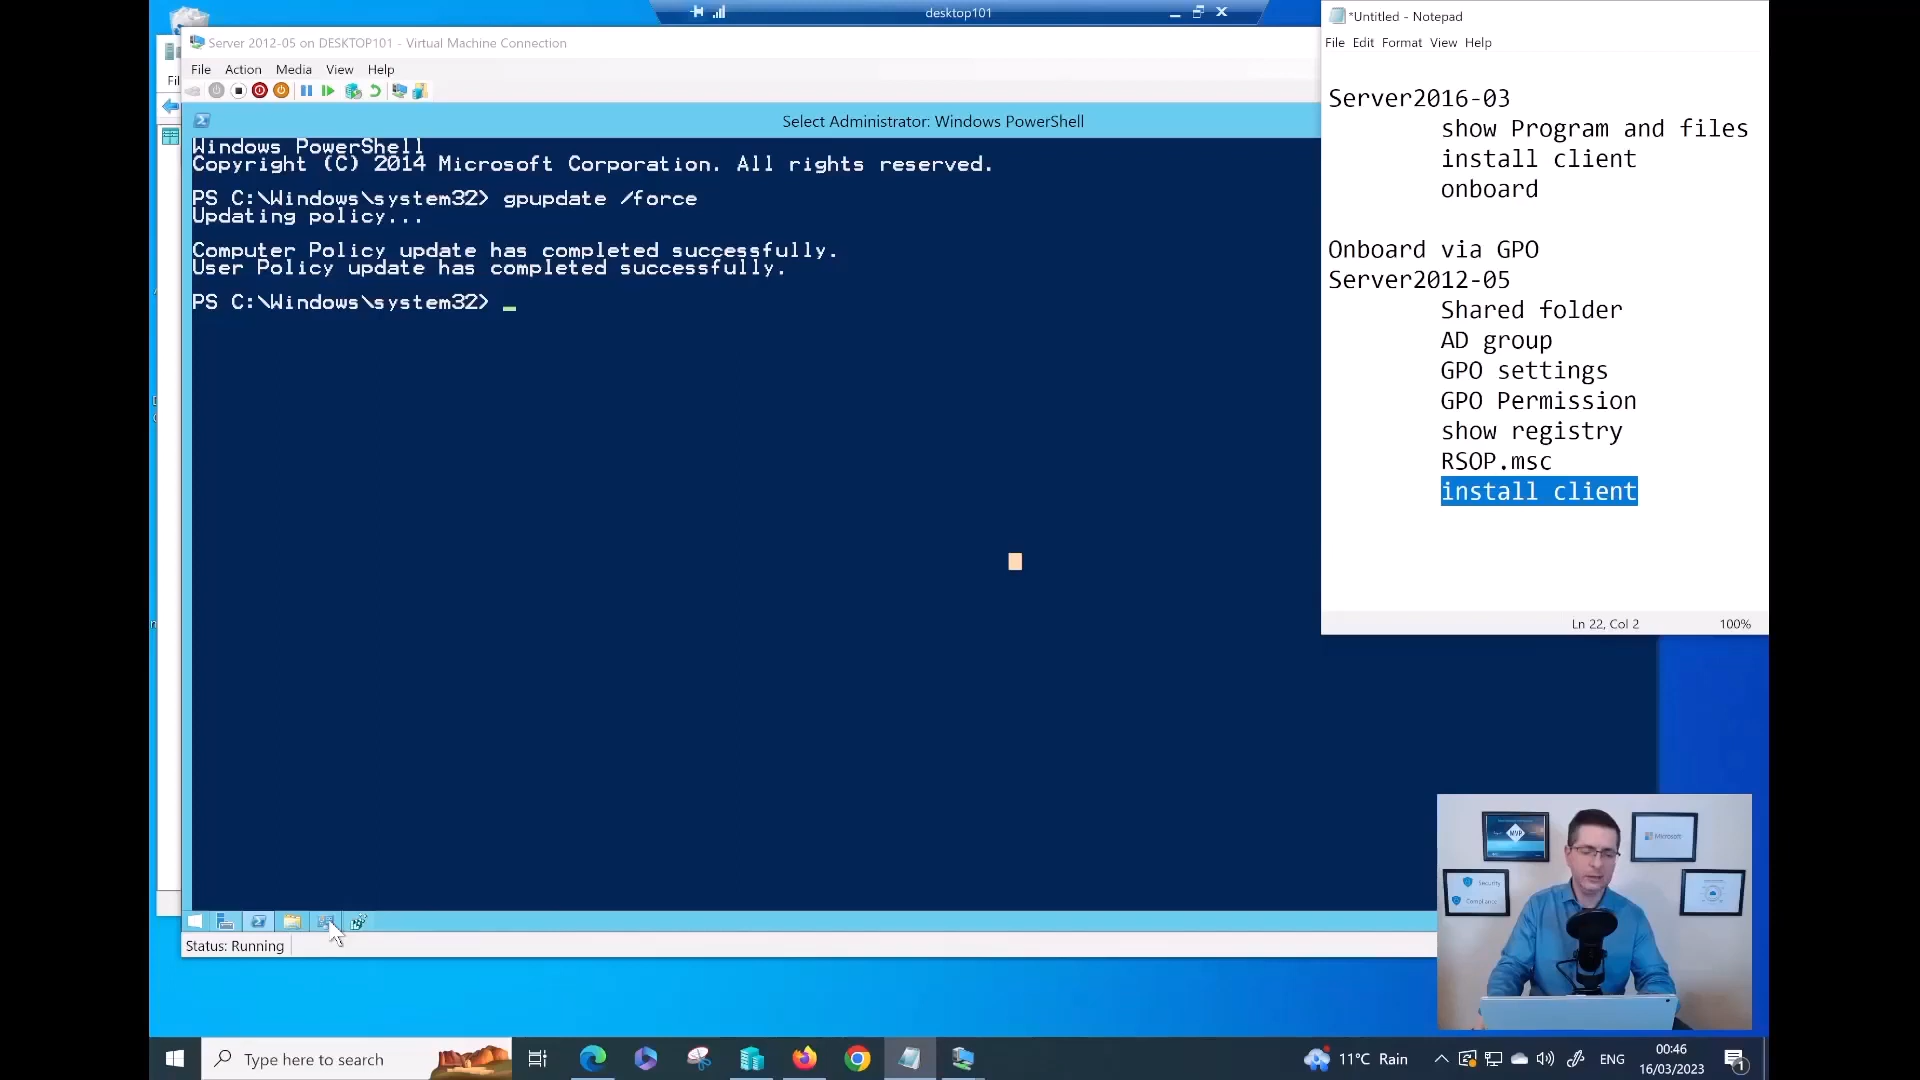 desktop101
Server 2012-05 on DESKTOP101 - Virtual Machine Connection
File Action Media View Help
Select Administrator: Windows PowerShell
Windows PowerShell
Copyright (C) 2014 Microsoft Corporation. All rights reserved.
PS C:\Windows\system32> gpupdate /force
Updating policy...
Computer Policy update has completed successfully.
User Policy update has completed successfully.
PS C:\Windows\system32>
Status: Running
*Untitled - Notepad
File Edit Format View Help
Server2016-03
show Program and files
install client
onboard
Onboard via GPO
Server2012-05
Shared folder
AD group
GPO settings
GPO Permission
show registry
RSOP.msc
install client
Ln 22, Col 2
100%
MVP
Microsoft
Security
Compliance
Type here to search
11°C Rain
ENG
00:46
16/03/2023
1